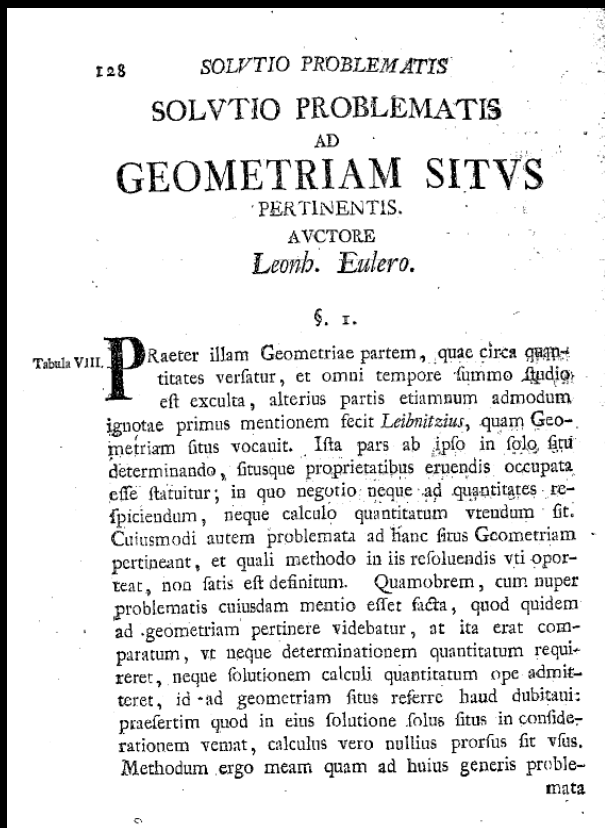 128 SOLVTIO PROBLEMATIS
SOLVTIO PROBLEMATIS
AD
GEOMETRIAM SITVS
PERTINENTIS.
AVCTORE
Leonh. Eulero.
§. 1.
Tabula VIII. PRaeter illam Geometriae partem, quae circa quan-
titates verſatur, et omni tempore ſummo ſtudio
eſt exculta, alterius partis etiamnum admodum
ignotae primus mentionem fecit Leibnitzius, quam Geo-
metriam ſitus vocauit. Iſta pars ab ipſo in ſolo ſitu
determinando, ſitusque proprietatibus eruendis occupata
eſſe ſtatuitur; in quo negotio neque ad quantitates re-
ſpiciendum, neque calculo quantitatum vtendum ſit.
Cuiusmodi autem problemata ad hanc ſitus Geometriam
pertineant, et quali methodo in iis reſoluendis vti opor-
teat, non ſatis eſt definitum. Quamobrem, cum nuper
problematis cuiusdam mentio eſſet facta, quod quidem
ad geometriam pertinere videbatur, at ita erat com-
paratum, vt neque determinationem quantitatum requi-
reret, neque ſolutionem calculi quantitatum ope admit-
teret, id ad geometriam ſitus referre haud dubitaui:
praeſertim quod in eius ſolutione ſolus ſitus in conſide-
rationem veniat, calculus vero nullius prorſus ſit vſus.
Methodum ergo meam quam ad huius generis proble-
mata